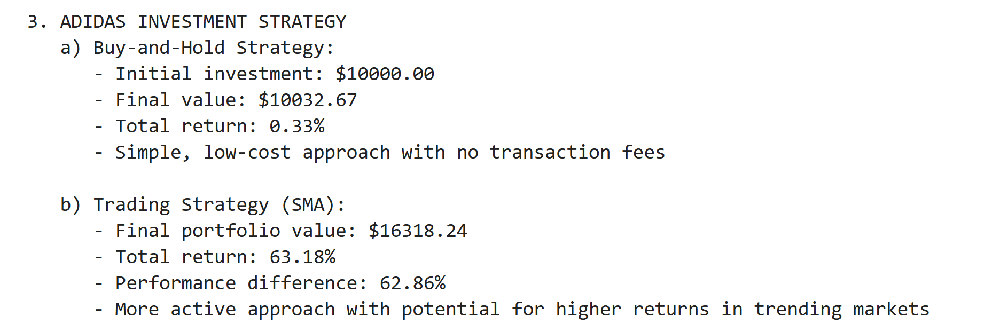 3. ADIDAS INVESTMENT STRATEGY
a) Buy-and-Hold Strategy:
- Initial investment: $10000.00
- Final value: $10032.67
- Total return: 0.33%
- Simple, low-cost approach with no transaction fees
b) Trading Strategy (SMA):
- Final portfolio value: $16318.24
- Total return: 63.18%
- Performance difference: 62.86%
- More active approach with potential for higher returns in trending markets